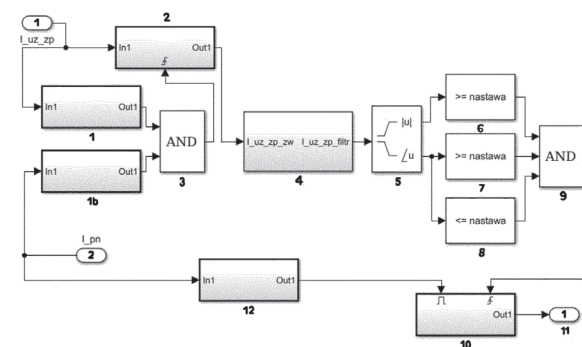 1
I_uz_zp
2
In1 Out1
In1 Out1
1
AND
3
In1 Out1
1b
I_uz_zp_zw I_uz_zp_filtr
4
|u|
∠u
5
>= nastawa
6
>= nastawa
7
<= nastawa
8
AND
9
I_pn
2
In1 Out1
12
Out1
10
1
11